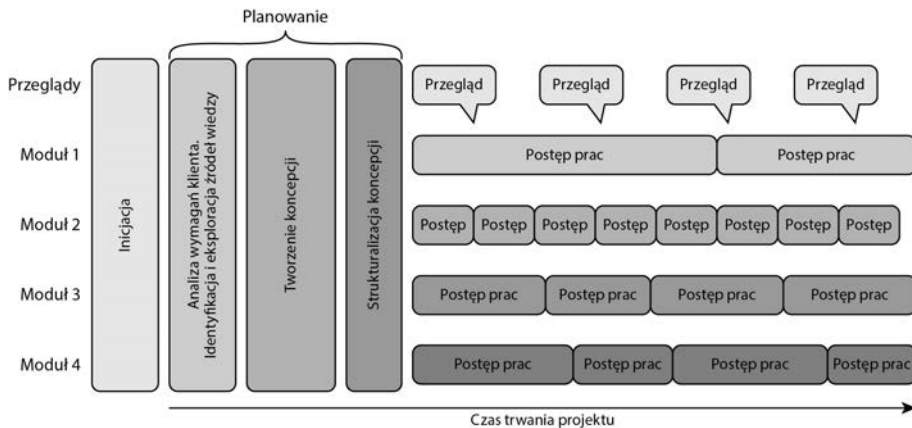 Planowanie
Przeglądy
Przegląd
Przegląd
Przegląd
Przegląd
Inicjacja
Analiza wymagań klienta.
Identyfikacja i eksploracja źródeł wiedzy
Tworzenie koncepcji
Strukturalizacja koncepcji
Moduł 1
Postęp prac
Postęp prac
Moduł 2
Postęp
Postęp
Postęp
Postęp
Postęp
Postęp
Postęp
Postęp
Moduł 3
Postęp prac
Postęp prac
Postęp prac
Postęp prac
Moduł 4
Postęp prac
Postęp prac
Postęp prac
Postęp prac
Czas trwania projektu